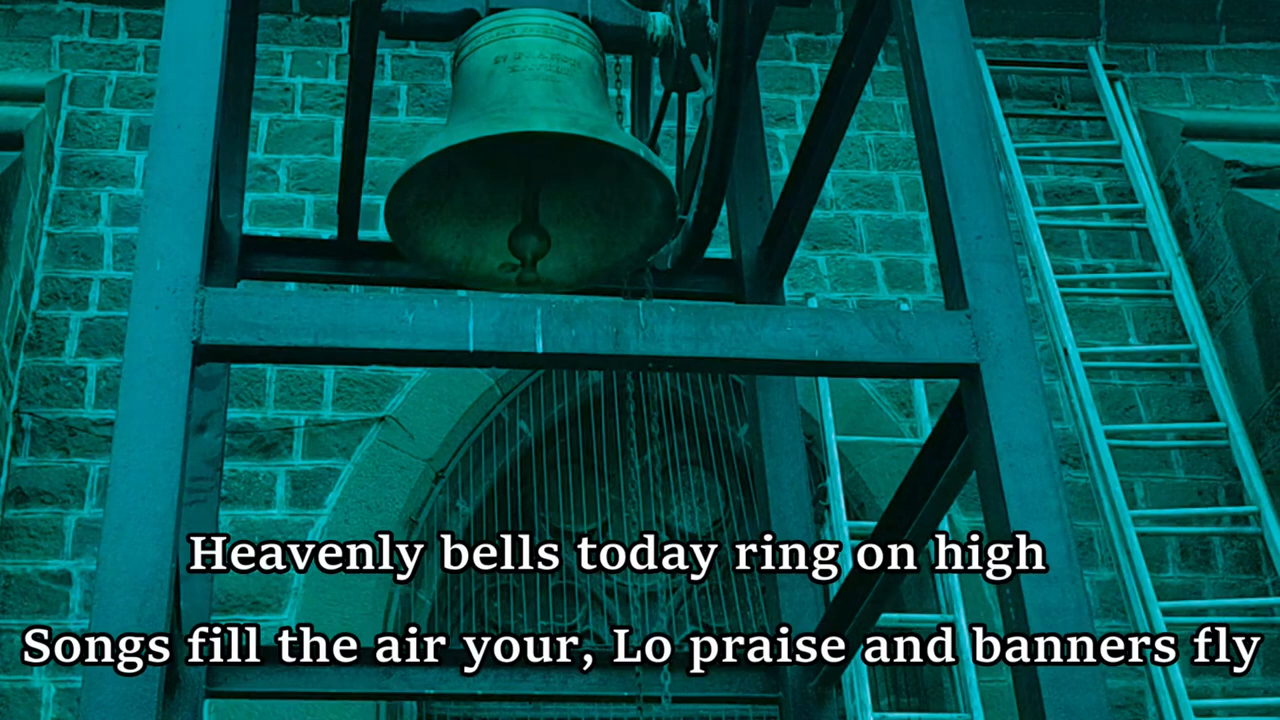 Heavenly bells today ring on high
Songs fill the air your, Lo praise and banners fly